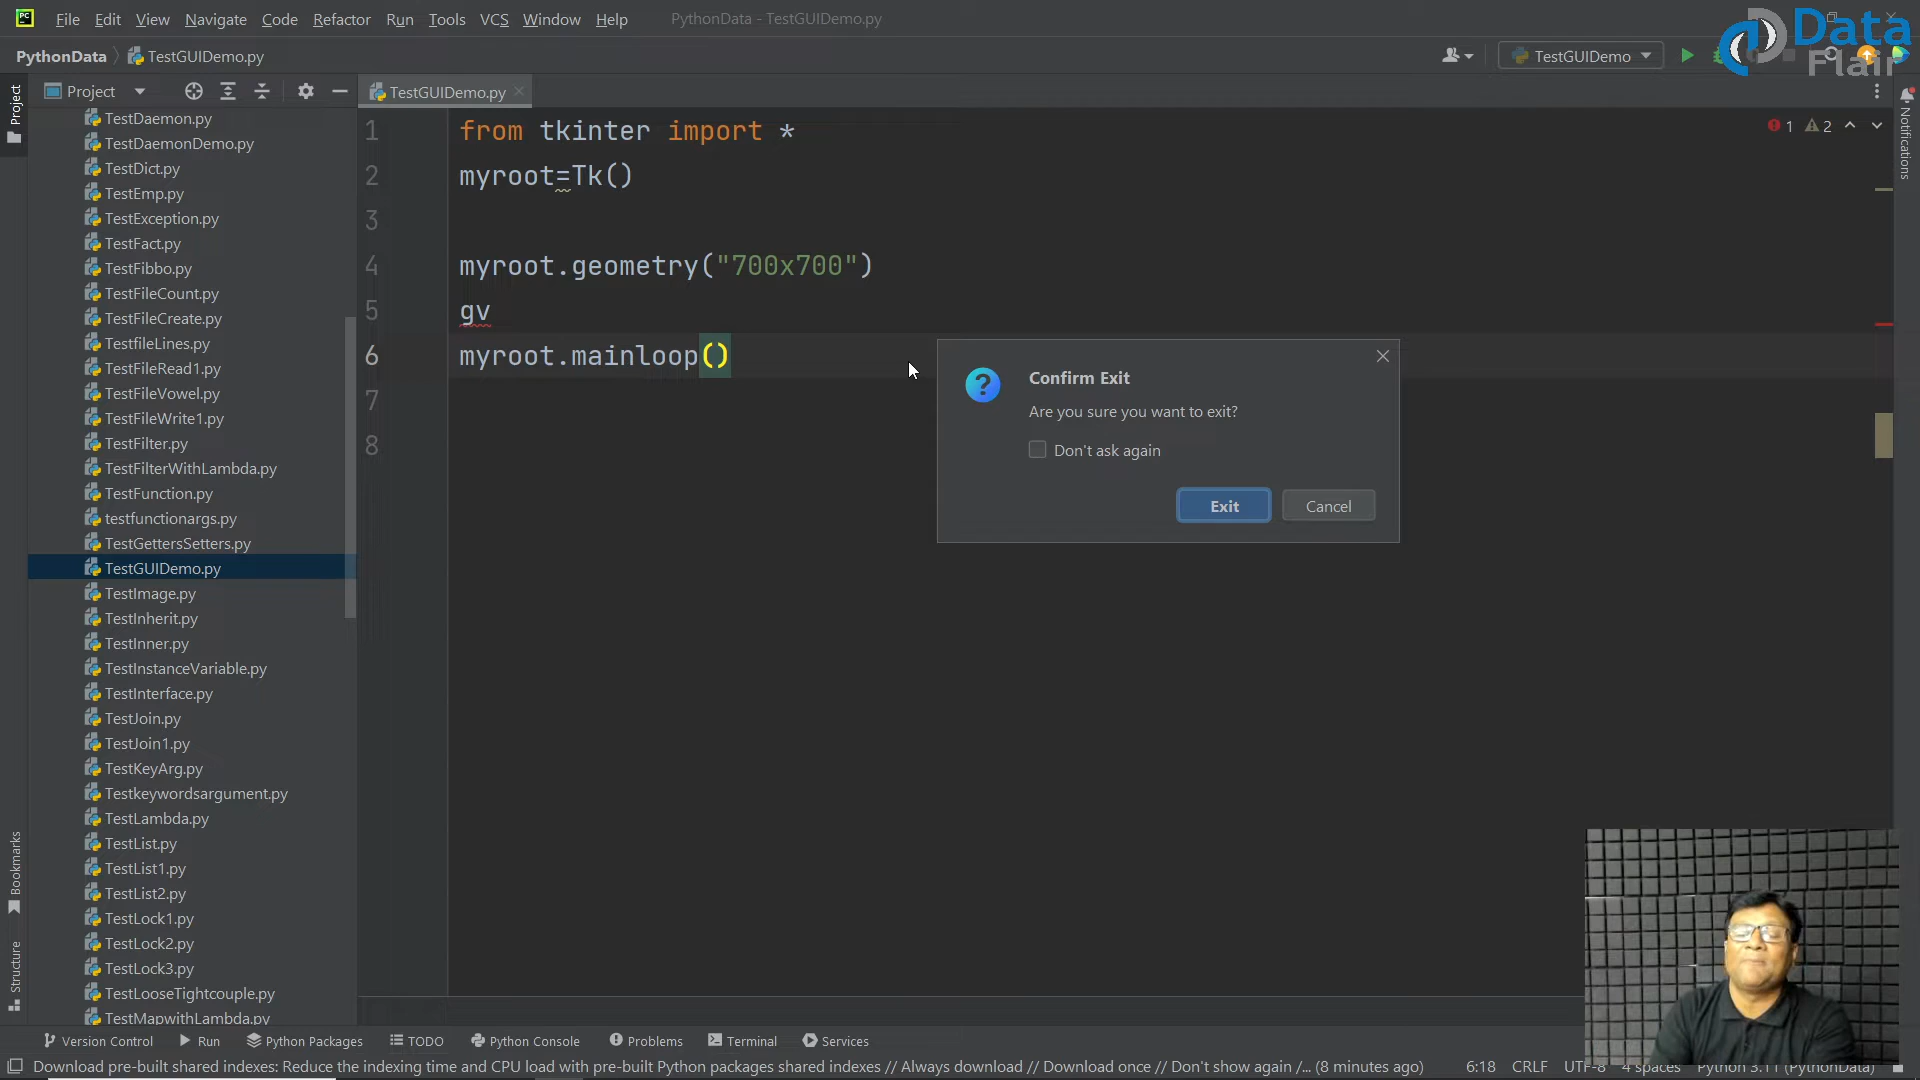 File Edit View Navigate Code Refactor Run Tools VCS Window Help PythonData - TestGUIDemo.py
Data
Flair
PythonData TestGUIDemo.py
TestGUIDemo
Project
TestGUIDemo.py
Project
Notifications
Bookmarks
Structure
TestDaemon.py
TestDaemonDemo.py
TestDict.py
TestEmp.py
TestException.py
TestFact.py
TestFibbo.py
TestFileCount.py
TestFileCreate.py
TestfileLines.py
TestFileRead1.py
TestFileVowel.py
TestFileWrite1.py
TestFilter.py
TestFilterWithLambda.py
TestFunction.py
testfunctionargs.py
TestGettersSetters.py
TestGUIDemo.py
TestImage.py
TestInherit.py
TestInner.py
TestInstanceVariable.py
TestInterface.py
TestJoin.py
TestJoin1.py
TestKeyArg.py
Testkeywordsargument.py
TestLambda.py
TestList.py
TestList1.py
TestList2.py
TestLock1.py
TestLock2.py
TestLock3.py
TestLooseTightcouple.py
TestMapwithLambda.py
1 from tkinter import *
2 myroot=Tk()
3
4 myroot.geometry("700x700")
5 gv
6 myroot.mainloop()
7
8
1 2
Confirm Exit
Are you sure you want to exit?
Don't ask again
Exit Cancel
Version Control Run Python Packages TODO Python Console Problems Terminal Services
Download pre-built shared indexes: Reduce the indexing time and CPU load with pre-built Python packages shared indexes // Always download // Download once // Don't show again /... (8 minutes ago) 6:18 CRLF UTF-8 4 spaces Python 3.11 (PythonData)